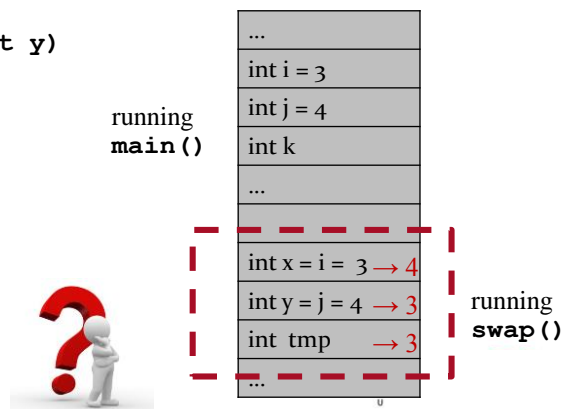 t y)
...
int i = 3
int j = 4
int k
...
running
main()
int x = i = 3 → 4
int y = j = 4 → 3
int tmp → 3
...
running
swap()